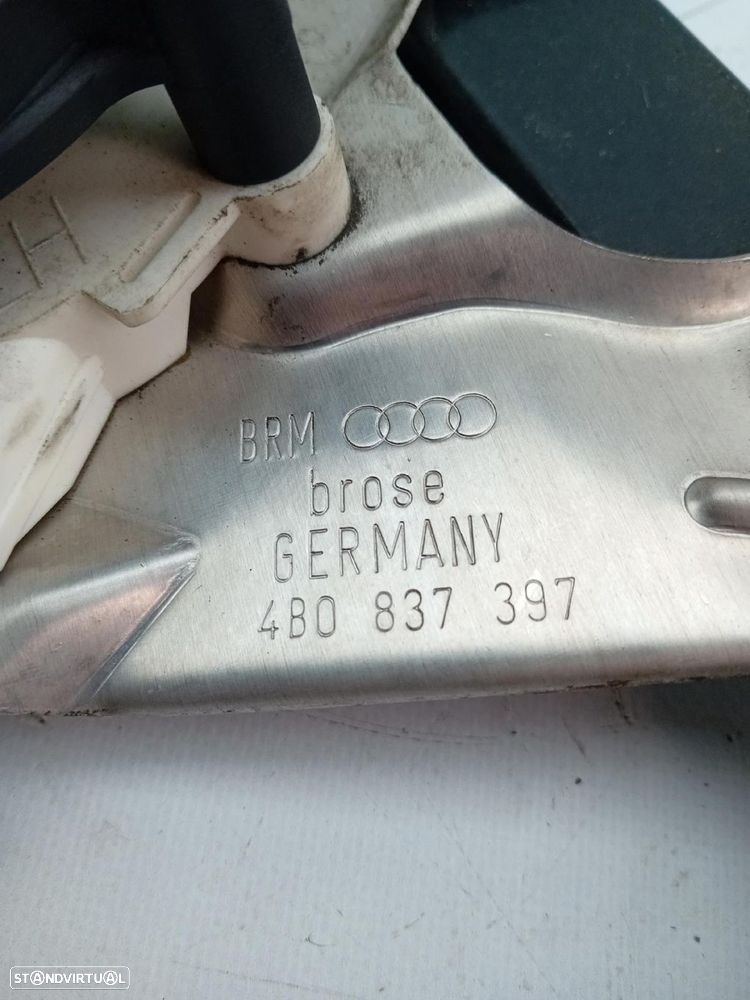 H
BRM
brose
GERMANY
4B0 837 397
STANDVIRTUAL